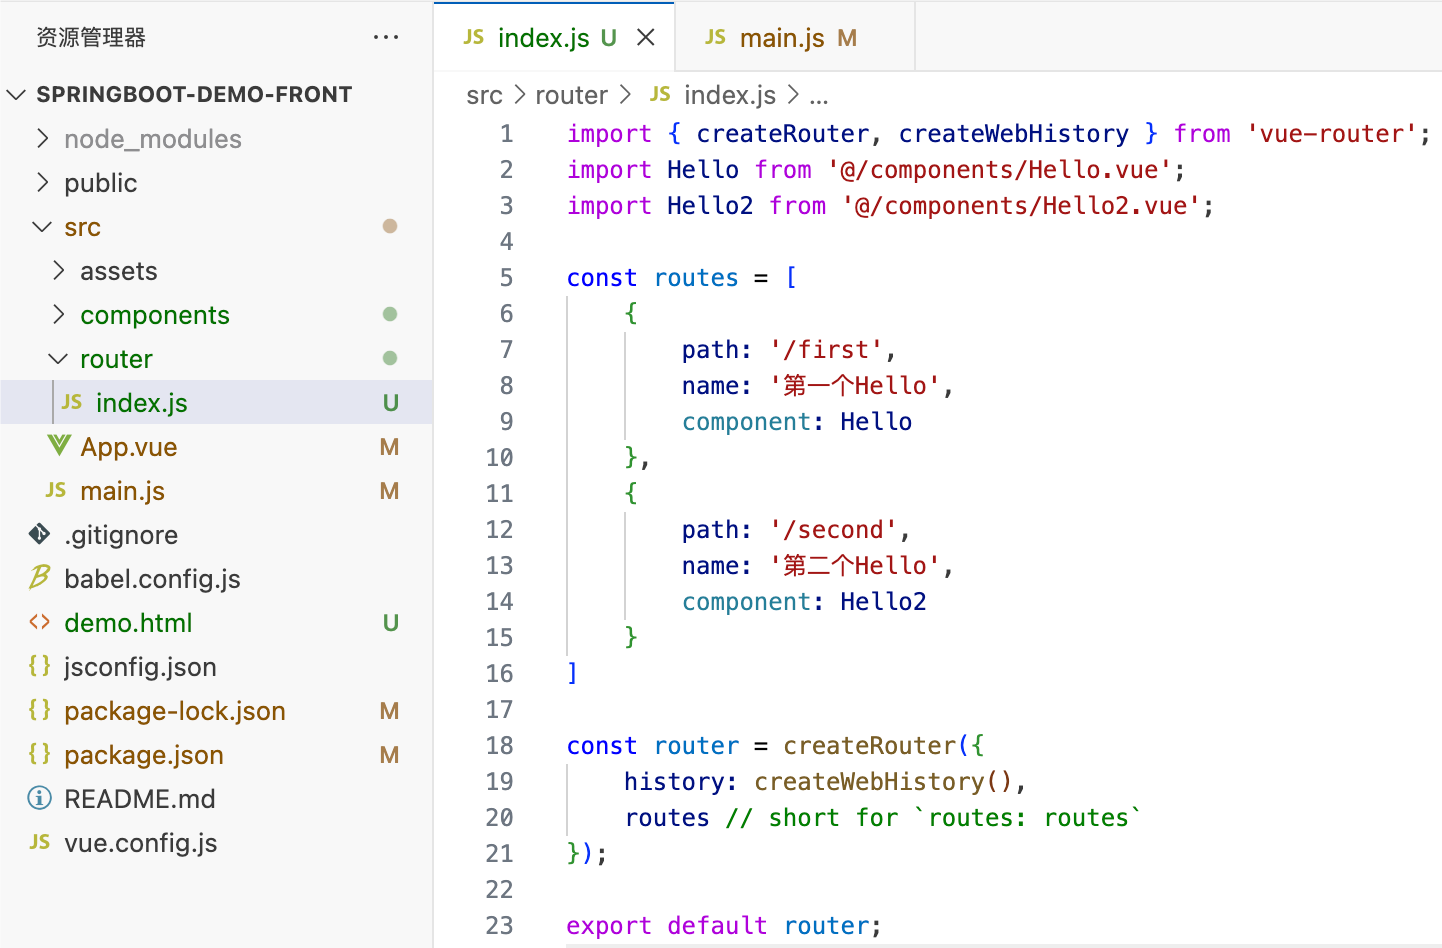 资源管理器 ···
SPRINGBOOT-DEMO-FRONT
node_modules
public
src
assets
components
router
JS index.js U
App.vue M
JS main.js M
.gitignore
babel.config.js
<> demo.html U
{} jsconfig.json
{} package-lock.json M
{} package.json M
README.md
JS vue.config.js
JS index.js U × JS main.js M
src > router > JS index.js > ...
1 import { createRouter, createWebHistory } from 'vue-router';
2 import Hello from '@/components/Hello.vue';
3 import Hello2 from '@/components/Hello2.vue';
4
5 const routes = [
6     {
7         path: '/first',
8         name: '第一个Hello',
9         component: Hello
10     },
11     {
12         path: '/second',
13         name: '第二个Hello',
14         component: Hello2
15     }
16 ]
17
18 const router = createRouter({
19     history: createWebHistory(),
20     routes // short for `routes: routes`
21 });
22
23 export default router;